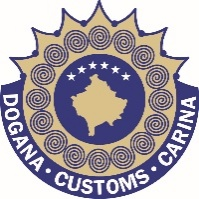 DOGANA · CUSTOMS · CARINA